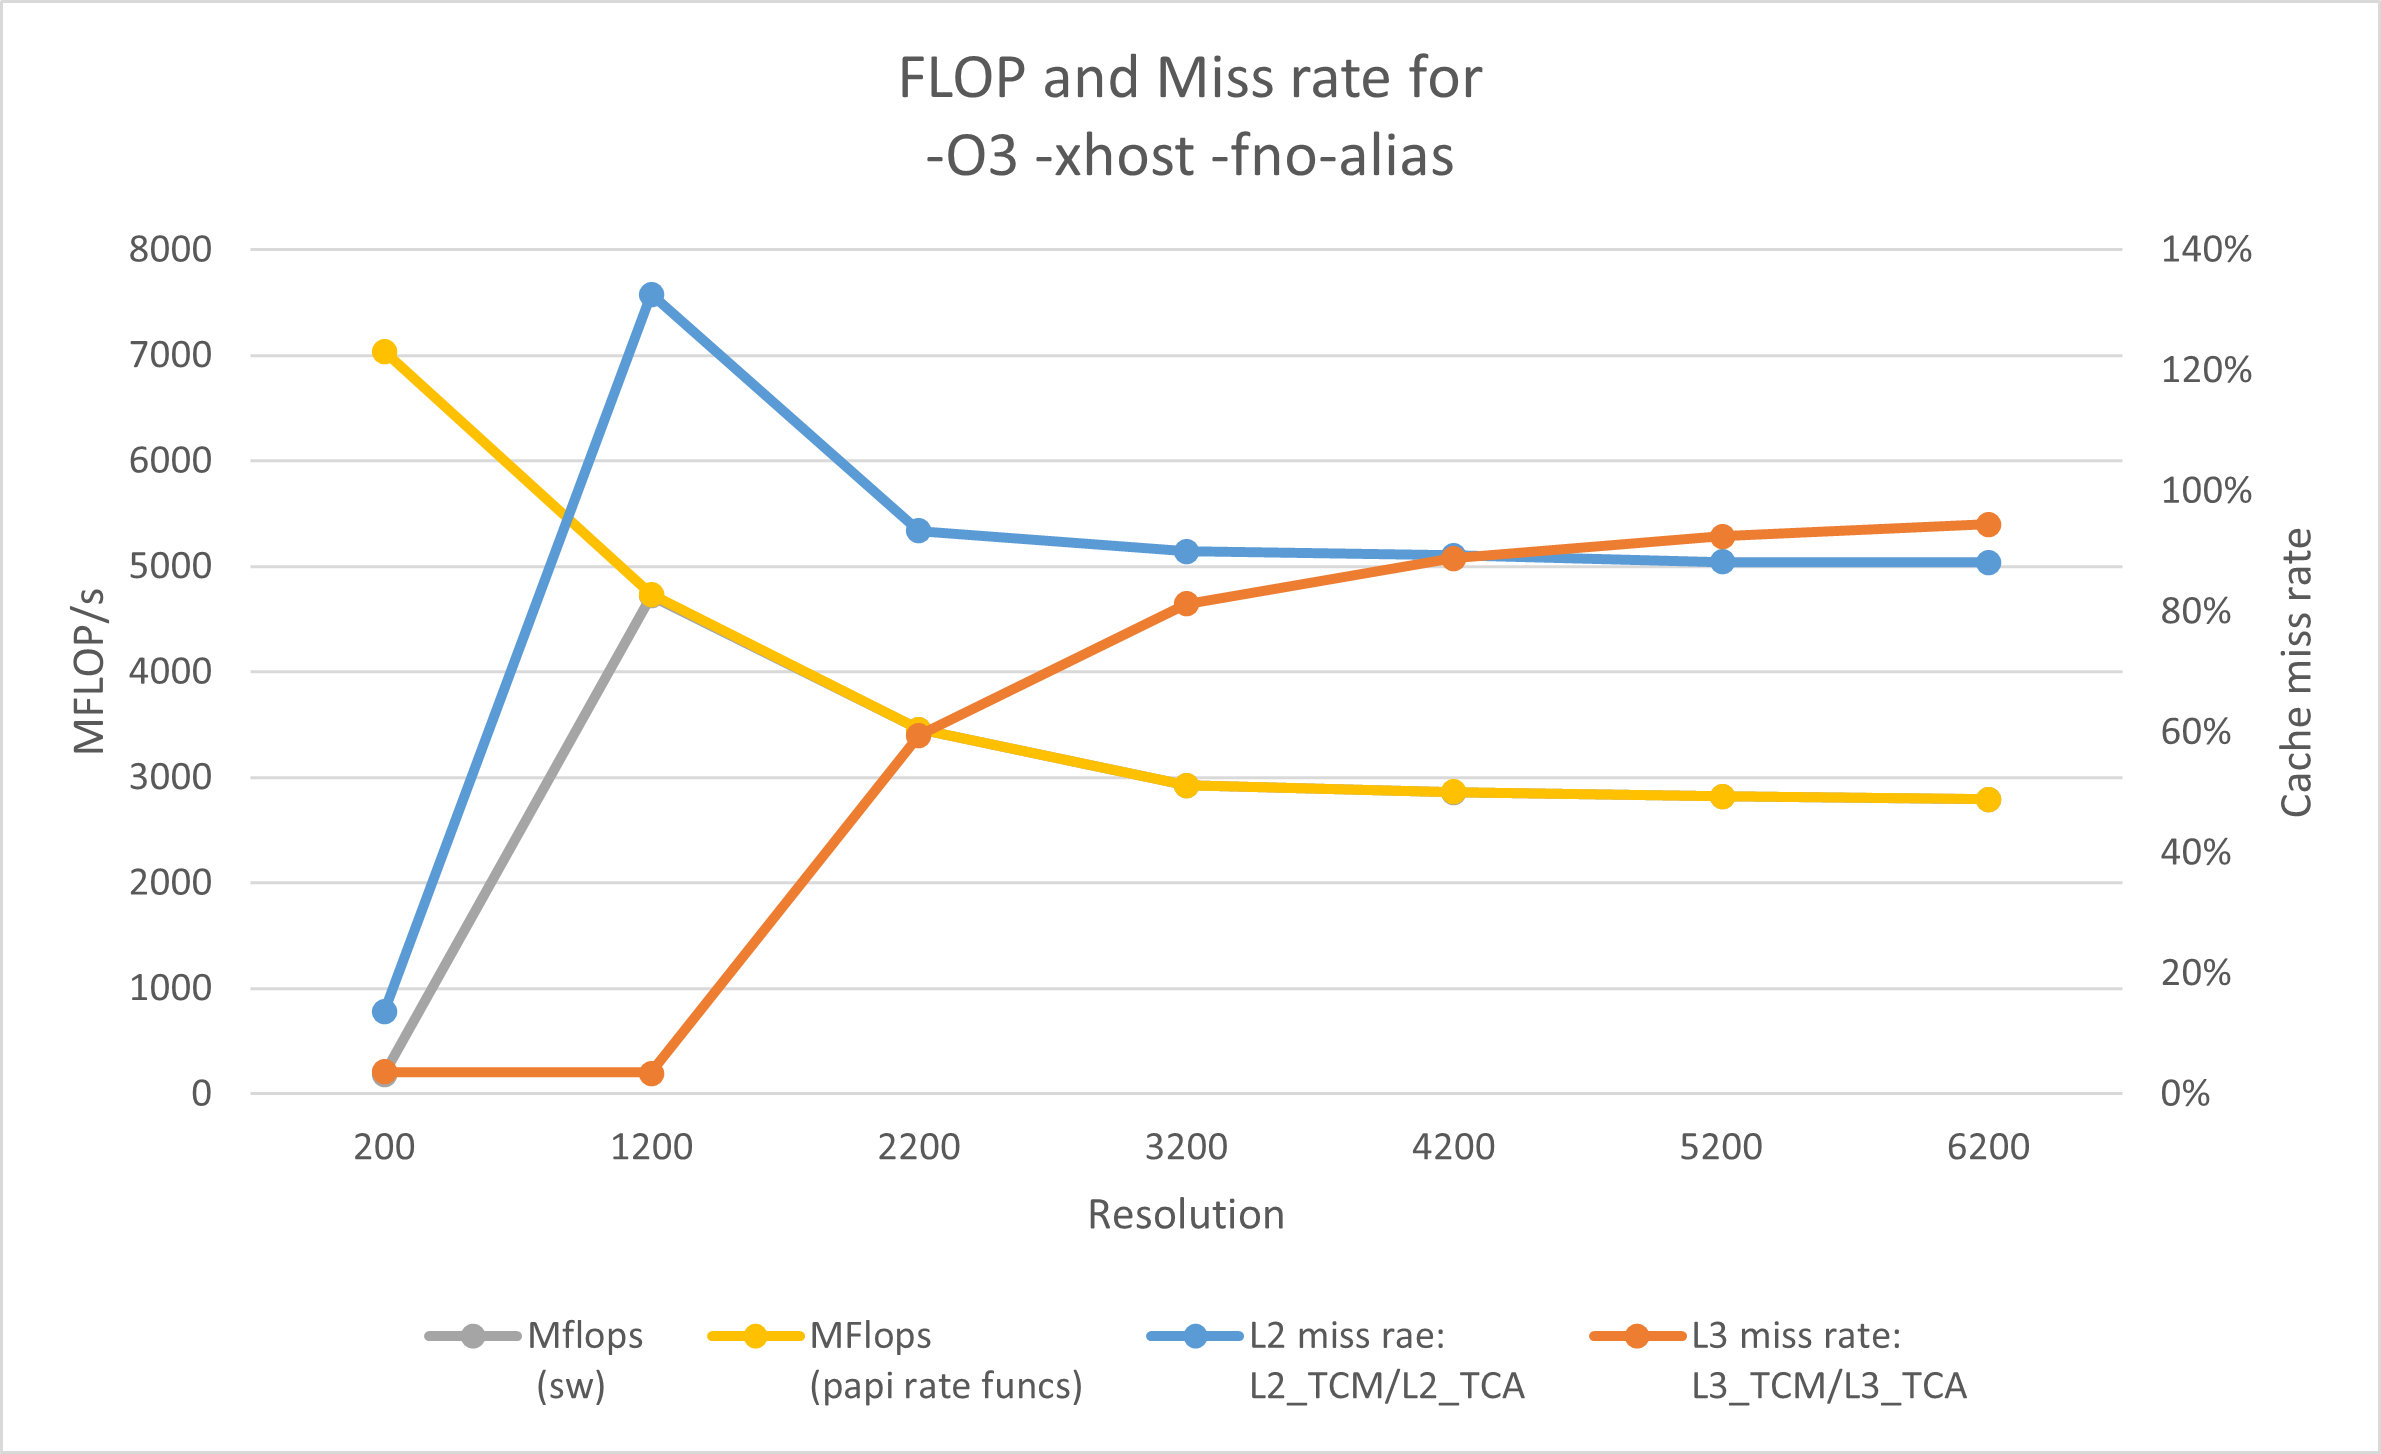 FLOP and Miss rate for
-O3 -xhost -fno-alias
8000
7000
6000
5000
4000
3000
2000
1000
0
MFLOP/s
140%
120%
100%
80%
60%
40%
20%
0%
Cache miss rate
200 1200 2200 3200 4200 5200 6200
Resolution
Mflops
(sw)
MFlops
(papi rate funcs)
L2 miss rae:
L2_TCM/L2_TCA
L3 miss rate:
L3_TCM/L3_TCA